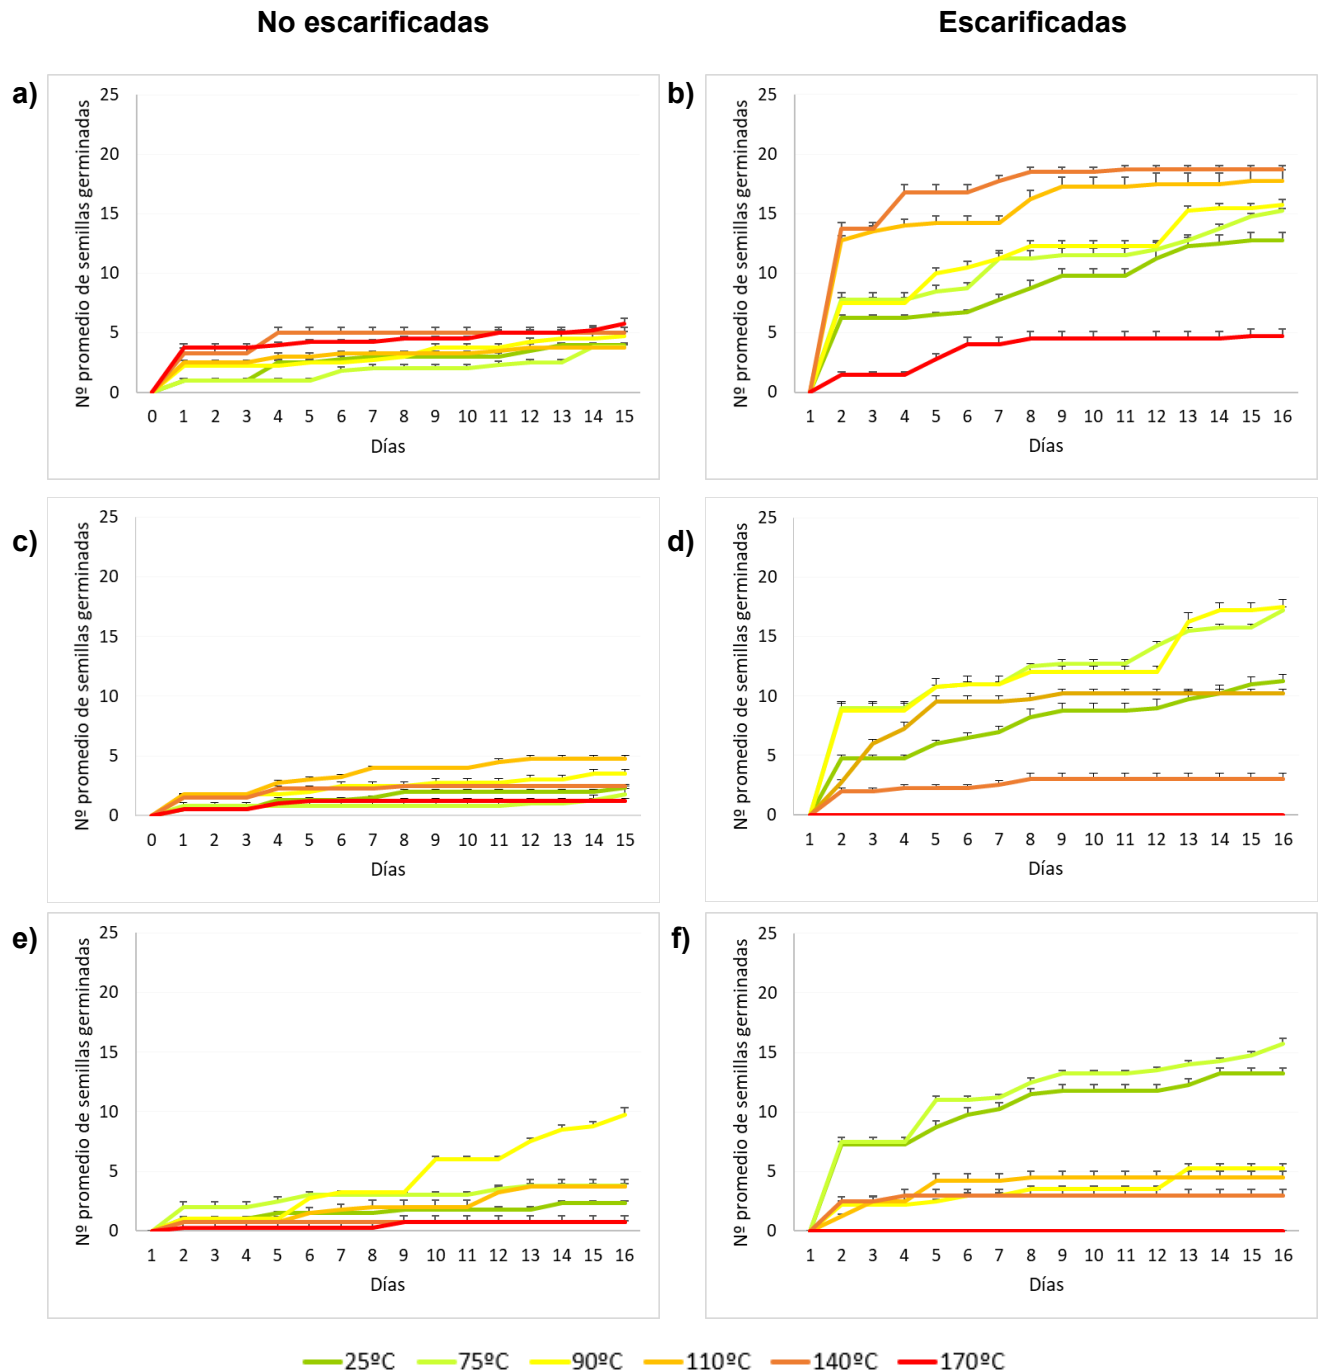 No escarificadas
Escarificadas
a)
Nº promedio de semillas germinadas
25
20
15
10
5
0
0 1 2 3 4 5 6 7 8 9 10 11 12 13 14 15
Días
b)
Nº promedio de semillas germinadas
25
20
15
10
5
0
1 2 3 4 5 6 7 8 9 10 11 12 13 14 15 16
Días
c)
Nº promedio de semillas germinadas
25
20
15
10
5
0
0 1 2 3 4 5 6 7 8 9 10 11 12 13 14 15
Días
d)
Nº promedio de semillas germinadas
25
20
15
10
5
0
1 2 3 4 5 6 7 8 9 10 11 12 13 14 15 16
Días
e)
Nº promedio de semillas germinadas
25
20
15
10
5
0
1 2 3 4 5 6 7 8 9 10 11 12 13 14 15 16
Días
f)
Nº promedio de semillas germinadas
25
20
15
10
5
0
1 2 3 4 5 6 7 8 9 10 11 12 13 14 15 16
Días
25ºC 75ºC 90ºC 110ºC 140ºC 170ºC